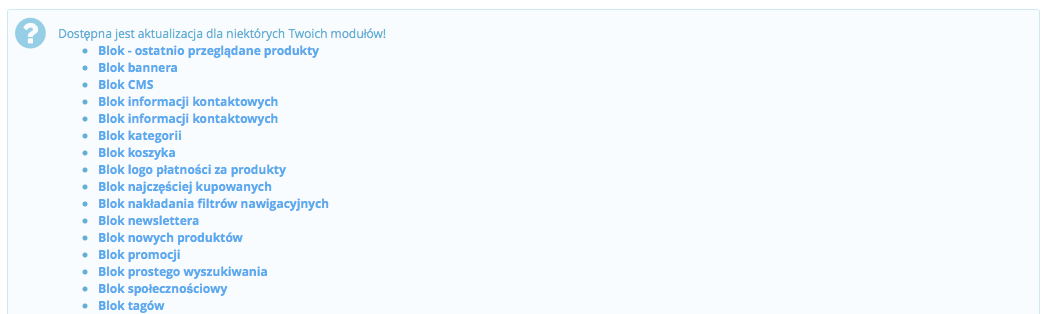 Dostępna jest aktualizacja dla niektórych Twoich modułów!
Blok - ostatnio przeglądane produkty
Blok bannera
Blok CMS
Blok informacji kontaktowych
Blok informacji kontaktowych
Blok kategorii
Blok koszyka
Blok logo płatności za produkty
Blok najczęściej kupowanych
Blok nakładania filtrów nawigacyjnych
Blok newslettera
Blok nowych produktów
Blok promocji
Blok prostego wyszukiwania
Blok społecznościowy
Blok tagów